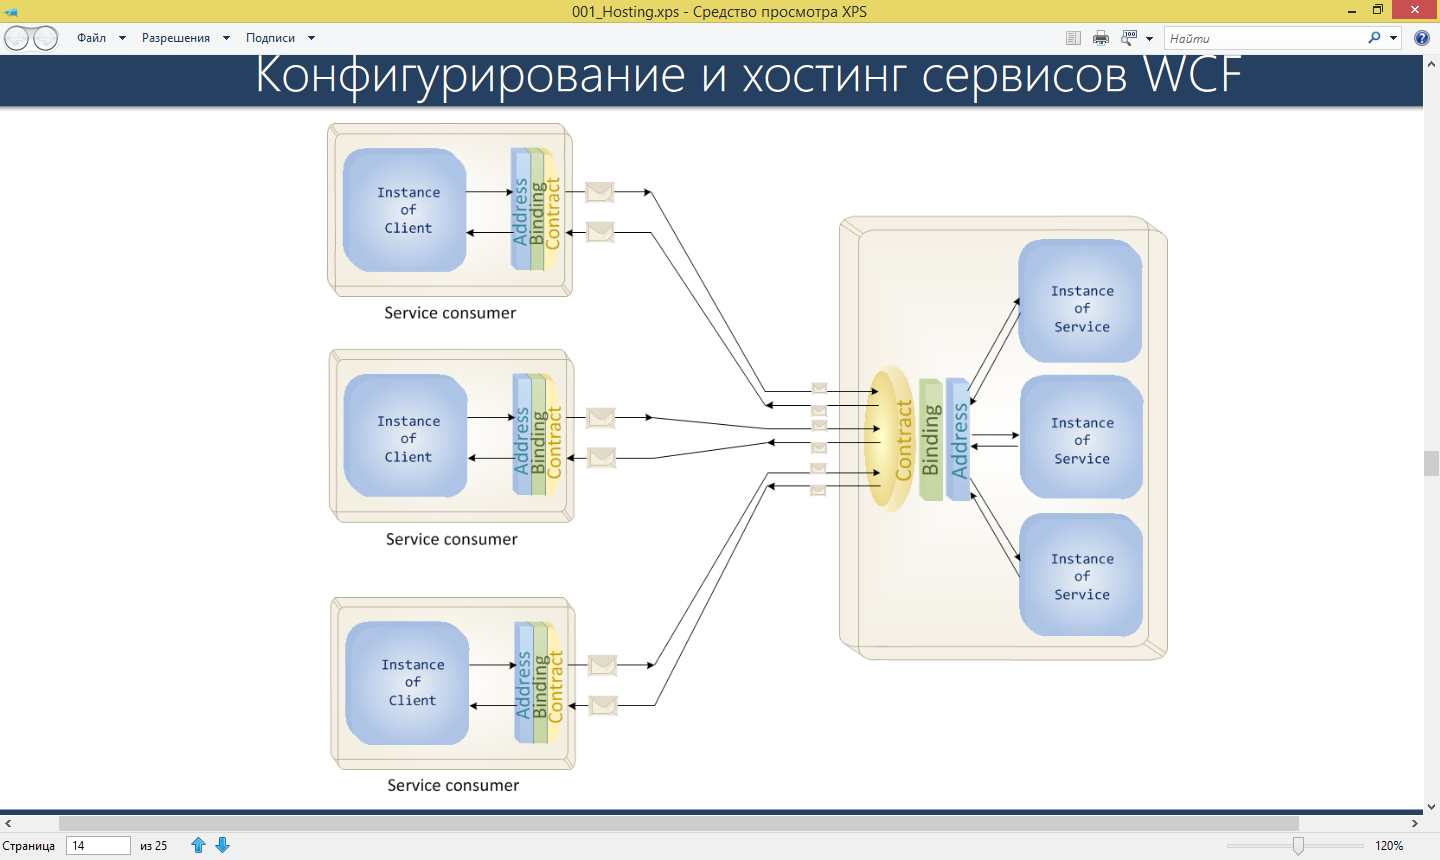 001_Hosting.xps - Средство просмотра XPS
Файл
Разрешения
Подписи
100
Найти
?
Конфигурирование и хостинг сервисов WCF
Instance
of
Client
Address
Binding
Contract
Service consumer
Instance
of
Client
Address
Binding
Contract
Service consumer
Instance
of
Client
Address
Binding
Contract
Service consumer
Contract
Binding
Address
Instance
of
Service
Instance
of
Service
Instance
of
Service
Страница 14 из 25
120%